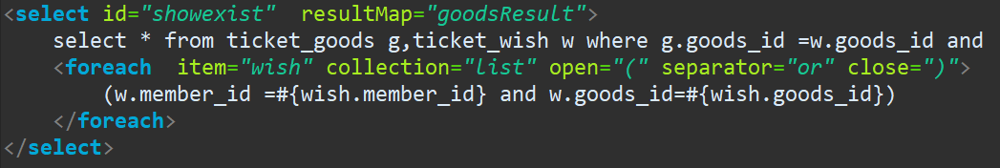 <select id="showexist"  resultMap="goodsResult">
    select * from ticket_goods g,ticket_wish w where g.goods_id =w.goods_id and
    <foreach  item="wish" collection="list" open="(" separator="or" close=")">
        (w.member_id =#{wish.member_id} and w.goods_id=#{wish.goods_id})
    </foreach>
</select>